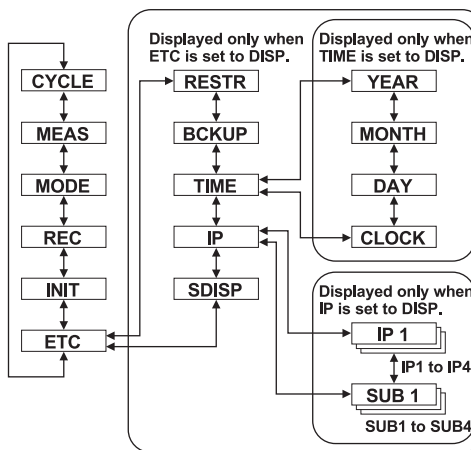 CYCLE
MEAS
MODE
REC
INIT
ETC
Displayed only when
ETC is set to DISP.
RESTR
BCKUP
TIME
IP
SDISP
Displayed only when
TIME is set to DISP.
YEAR
MONTH
DAY
CLOCK
Displayed only when
IP is set to DISP.
IP 1
IP1 to IP4
SUB 1
SUB1 to SUB4